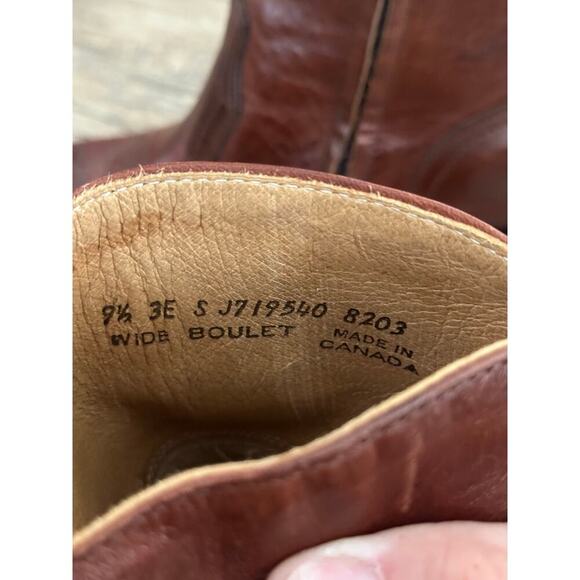 9½ 3E S J719540 8203
WIDE BOULET MADE IN
CANADA